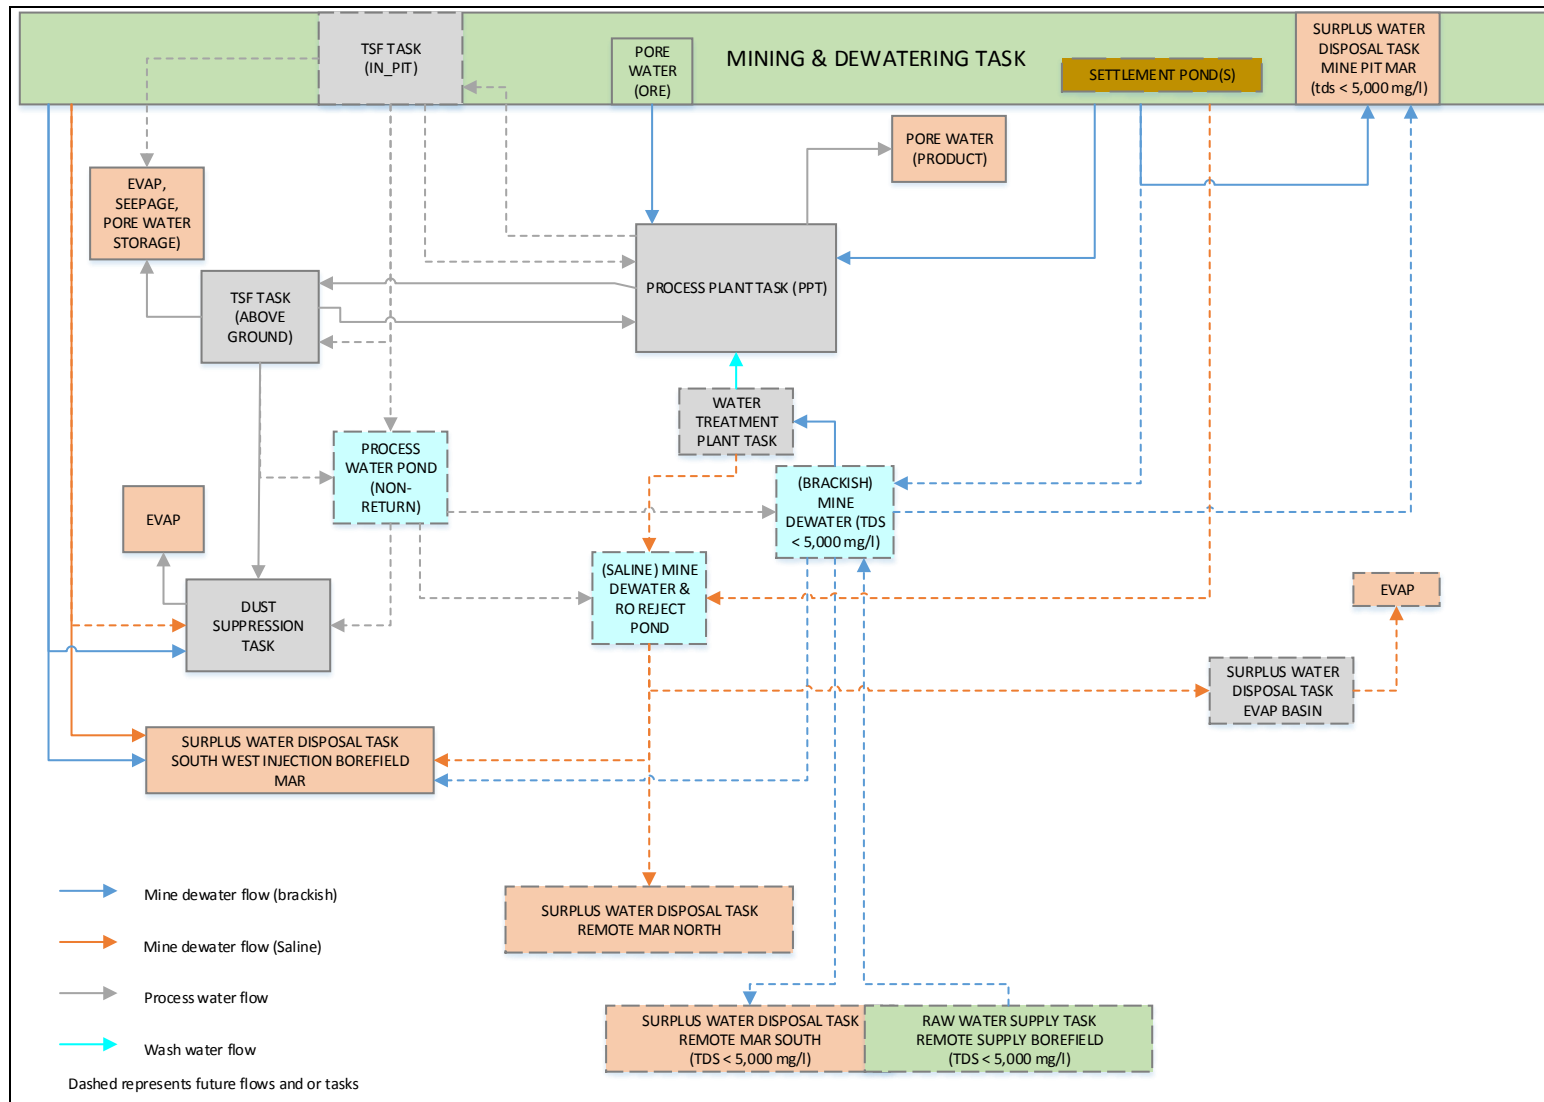 TSF TASK
(IN_PIT)
PORE
WATER
(ORE)
MINING & DEWATERING TASK
SETTLEMENT POND(S)
SURPLUS WATER
DISPOSAL TASK
MINE PIT MAR
(tds < 5,000 mg/l)
PORE WATER
(PRODUCT)
EVAP,
SEEPAGE,
PORE WATER
STORAGE)
TSF TASK
(ABOVE
GROUND)
PROCESS PLANT TASK (PPT)
WATER
TREATMENT
PLANT TASK
PROCESS
WATER POND
(NON-
RETURN)
(BRACKISH)
MINE
DEWATER (TDS
< 5,000 mg/l)
EVAP
(SALINE) MINE
DEWATER &
RO REJECT
POND
DUST
SUPPRESSION
TASK
EVAP
SURPLUS WATER
DISPOSAL TASK
EVAP BASIN
SURPLUS WATER DISPOSAL TASK
SOUTH WEST INJECTION BOREFIELD
MAR
Mine dewater flow (brackish)
SURPLUS WATER DISPOSAL TASK
REMOTE MAR NORTH
Mine dewater flow (Saline)
Process water flow
SURPLUS WATER DISPOSAL TASK
REMOTE MAR SOUTH
(TDS < 5,000 mg/l)
RAW WATER SUPPLY TASK
REMOTE SUPPLY BOREFIELD
(TDS < 5,000 mg/l)
Wash water flow
Dashed represents future flows and or tasks